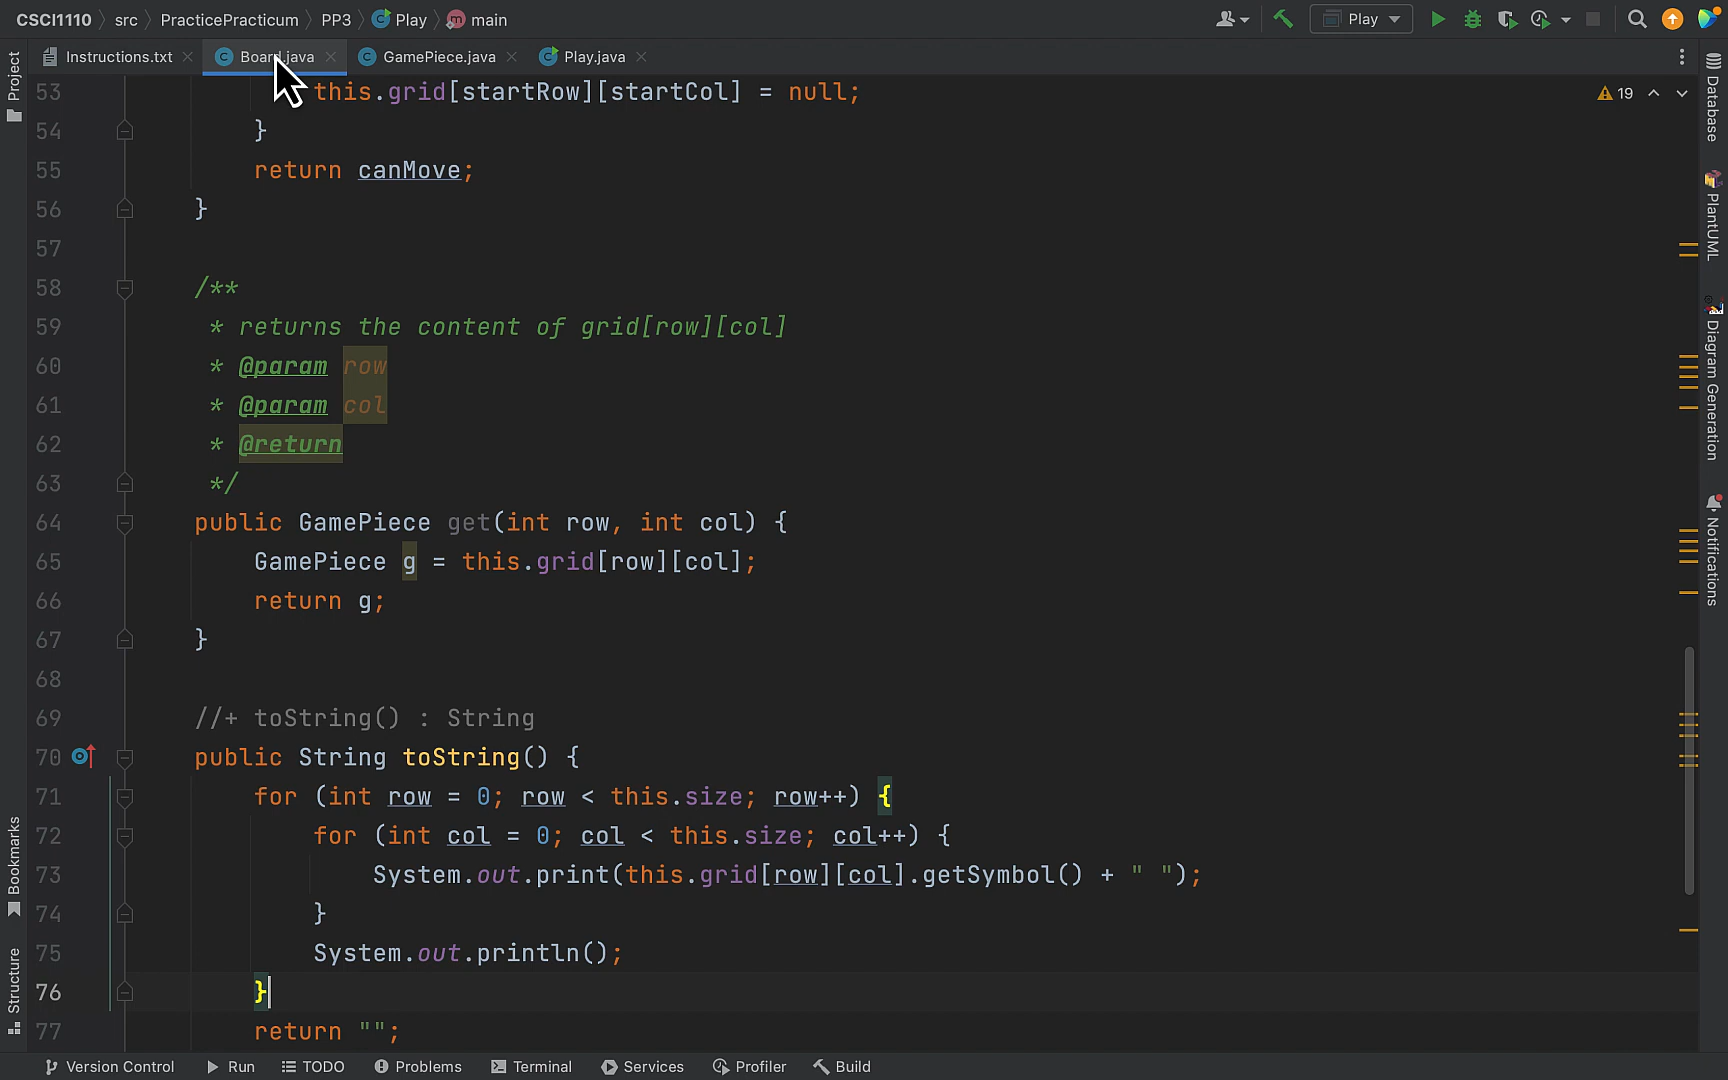 CSCI1110 src PracticePracticum PP3 Play main Play
Instructions.txt Board.java GamePiece.java Play.java
Project
Bookmarks
Structure
53 this.grid[startRow][startCol] = null;
19
54 }
55 return canMove;
56 }
57
58 /**
59 * returns the content of grid[row][col]
60 * @param row
61 * @param col
62 * @return
63 */
64 public GamePiece get(int row, int col) {
65 GamePiece g = this.grid[row][col];
66 return g;
67 }
68
69 //+ toString() : String
70 public String toString() {
71 for (int row = 0; row < this.size; row++) {
72 for (int col = 0; col < this.size; col++) {
73 System.out.print(this.grid[row][col].getSymbol() + " ");
74 }
75 System.out.println();
76 }
77 return "";
Database
PlantUML
Diagram Generation
Notifications
Version Control Run TODO Problems Terminal Services Profiler Build